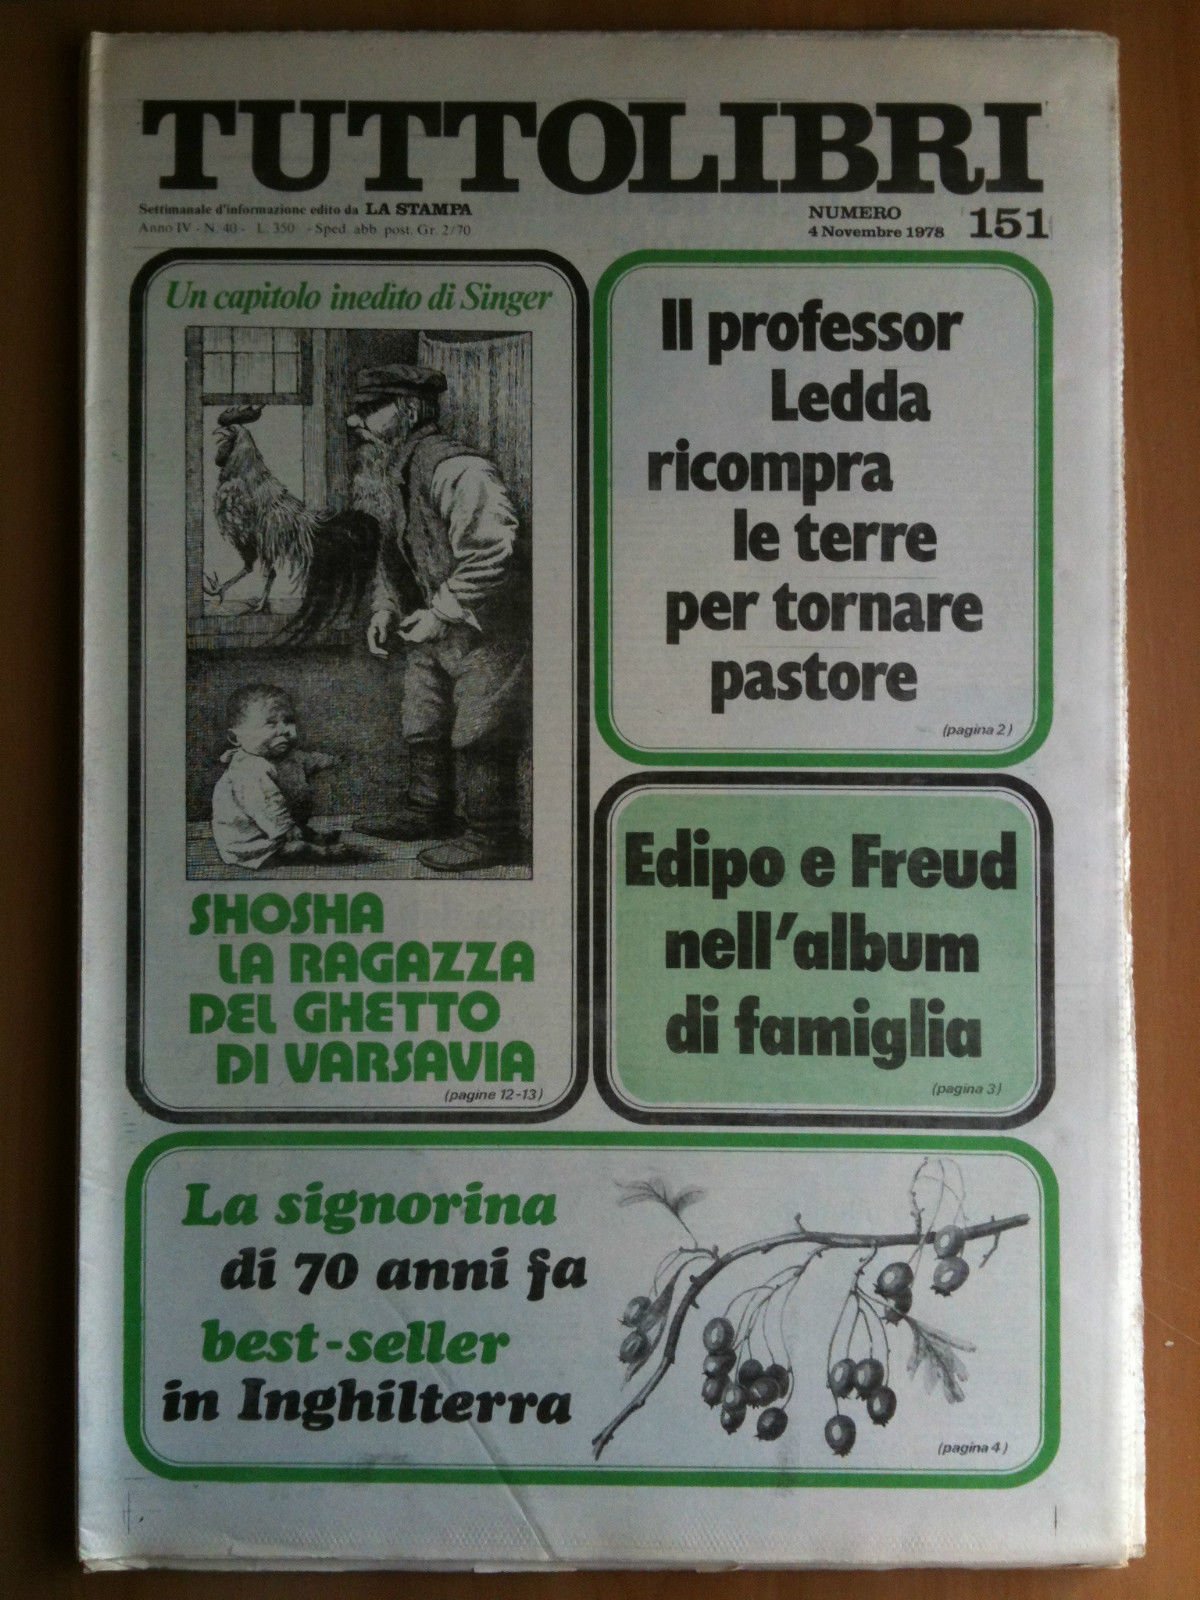 TUTTOLIBRI
Settimanale d'informazione edito da LA STAMPA
Anno IV - N. 40 - L. 350 - Sped. abb. post. Gr. 2/70
NUMERO
4 Novembre 1978
151
Un capitolo inedito di Singer
SHOSHA
LA RAGAZZA
DEL GHETTO
DI VARSAVIA
(pagine 12-13)
Il professor
Ledda
ricompra
le terre
per tornare
pastore
(pagina 2)
Edipo e Freud
nell'album
di famiglia
(pagina 3)
La signorina
di 70 anni fa
best-seller
in Inghilterra
(pagina 4)